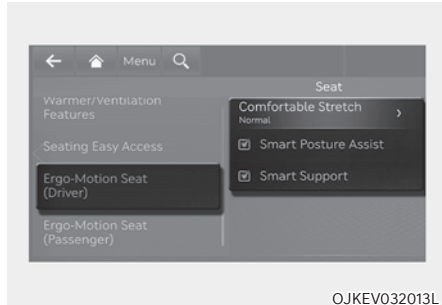 Menu
Seat
Warmer/Ventilation
Features
Seating Easy Access
Ergo-Motion Seat
(Driver)
Ergo-Motion Seat
(Passenger)
Comfortable Stretch
Normal
Smart Posture Assist
Smart Support
OJKEV032013L